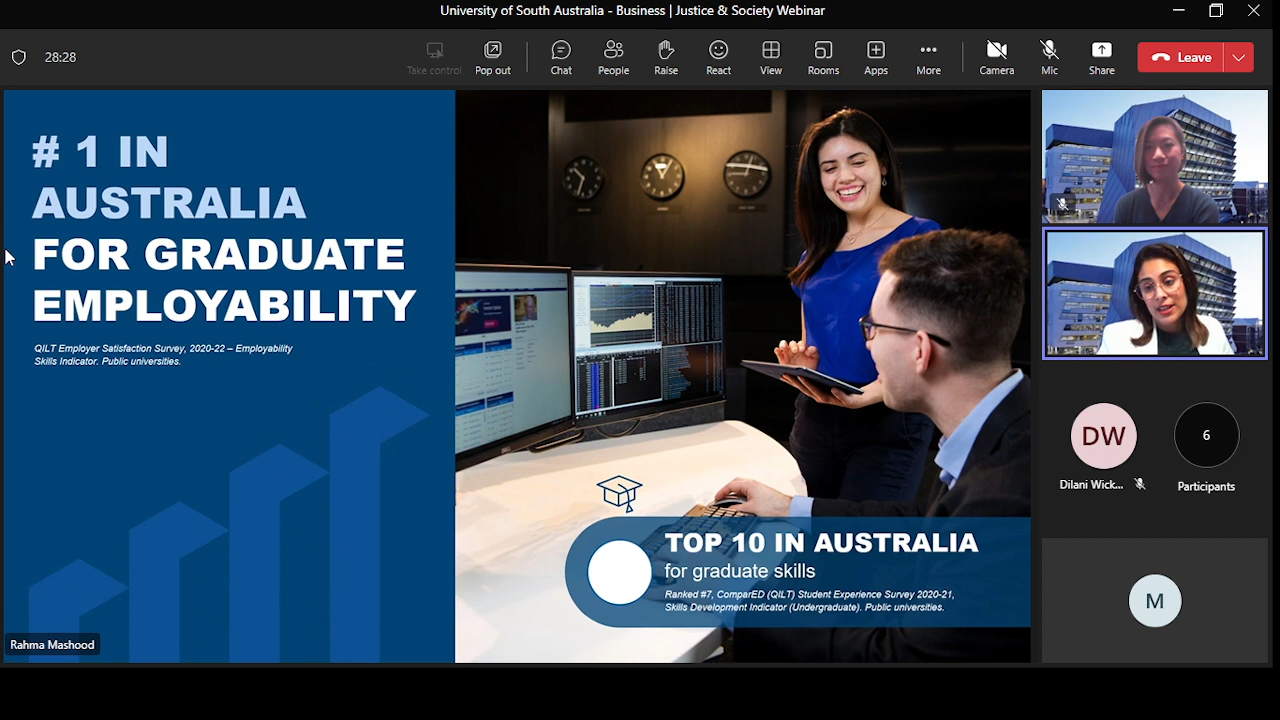 University of South Australia - Business | Justice & Society Webinar
28:28
Take control
Pop out
Chat
People
Raise
React
View
Rooms
Apps
More
Camera
Mic
Share
Leave
# 1 IN
AUSTRALIA
FOR GRADUATE
EMPLOYABILITY
QILT Employer Satisfaction Survey, 2020-22 – Employability
Skills Indicator. Public universities.
TOP 10 IN AUSTRALIA
for graduate skills
Ranked #7, ComparED (QILT) Student Experience Survey 2020-21,
Skills Development Indicator (Undergraduate). Public universities.
Rahma Mashood
DW
Dilani Wick...
6
Participants
M